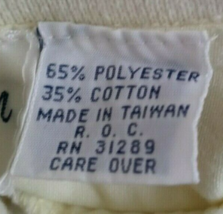 65% POLYESTER
35% COTTON
MADE IN TAIWAN
R. O. C.
RN 31289
CARE OVER